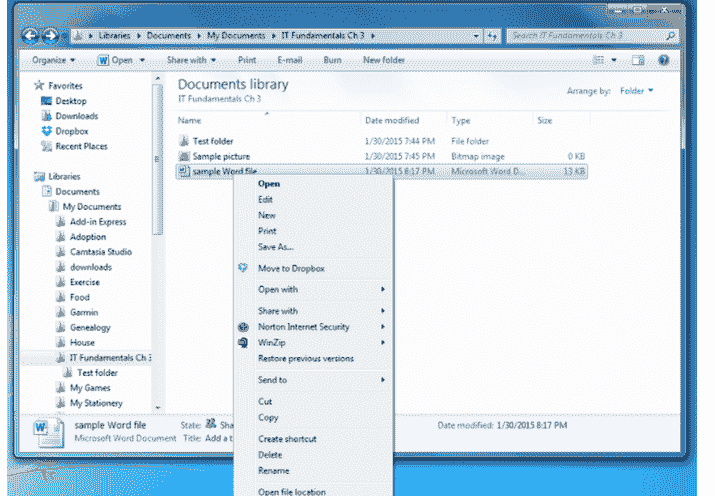 Libraries ▸ Documents ▸ My Documents ▸ IT Fundamentals Ch 3 ▸
Search IT Fundamentals Ch 3
Organize Open Share with Print E-mail Burn New folder
Favorites
Desktop
Downloads
Dropbox
Recent Places
Libraries
Documents
My Documents
Add-in Express
Adoption
Camtasia Studio
downloads
Exercise
Food
Garmin
Genealogy
House
IT Fundamentals Ch 3
Test folder
My Games
My Stationery
Documents library
IT Fundamentals Ch 3
Arrange by: Folder
Name Date modified Type Size
Test folder 1/30/2015 7:44 PM File folder
Sample picture 1/30/2015 7:45 PM Bitmap image 0 KB
sample Word file 1/30/2015 8:17 PM Microsoft Word D... 13 KB
Open
Edit
New
Print
Save As...
Move to Dropbox
Open with
Share with
Norton Internet Security
WinZip
Restore previous versions
Send to
Cut
Copy
Create shortcut
Delete
Rename
Open file location
sample Word file State: Sha Date modified: 1/30/2015 8:17 PM
Microsoft Word Document Title: Add a t